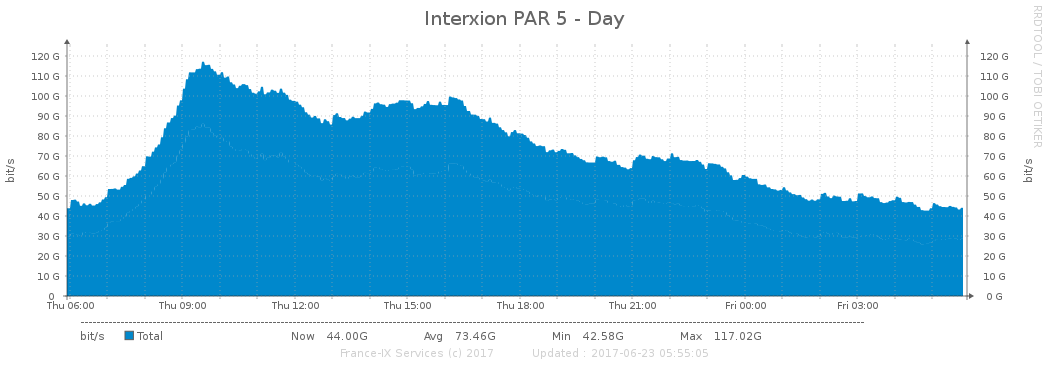 Interxion PAR 5 - Day
RRDTOOL / TOBI OETIKER
bit/s
120 G
110 G
100 G
90 G
80 G
70 G
60 G
50 G
40 G
30 G
20 G
10 G
0
120 G
110 G
100 G
90 G
80 G
70 G
60 G
50 G
40 G
30 G
20 G
10 G
0 G
bit/s
Thu 06:00 Thu 09:00 Thu 12:00 Thu 15:00 Thu 18:00 Thu 21:00 Fri 00:00 Fri 03:00
bit/s Total Now 44.00G Avg 73.46G Min 42.58G Max 117.02G
France-IX Services (c) 2017 Updated : 2017-06-23 05:55:05